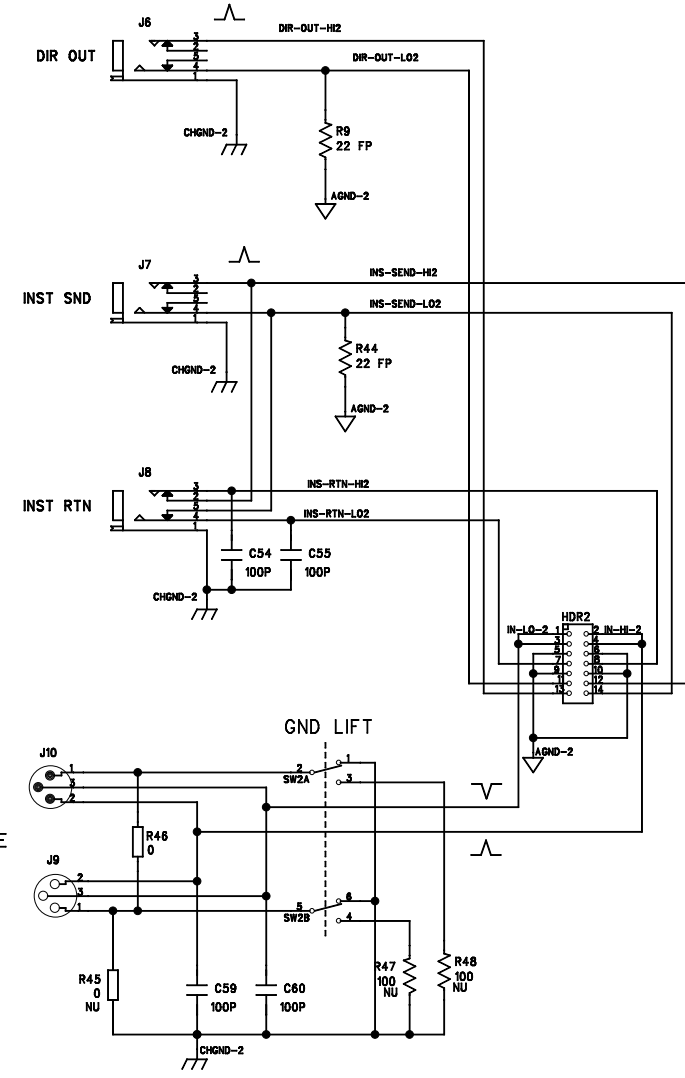 J6
DIR-OUT-HI2
DIR OUT
3
2
5
4
1
DIR-OUT-LO2
CHGND-2
R9
22 FP
AGND-2
J7
INS-SEND-HI2
INST SND
3
2
5
4
1
INS-SEND-LO2
CHGND-2
R44
22 FP
AGND-2
J8
INS-RTN-HI2
INST RTN
3
2
5
4
1
INS-RTN-LO2
C54
100P
C55
100P
CHGND-2
HDR2
IN-LO-2
1
2
IN-HI-2
3
4
5
6
7
8
9
10
11
12
13
14
AGND-2
GND LIFT
J10
1
3
2
2
SW2A
1
3
R46
0
E
J9
2
3
1
5
SW2B
6
4
R45
0
NU
C59
100P
C60
100P
R47
100
NU
R48
100
NU
CHGND-2